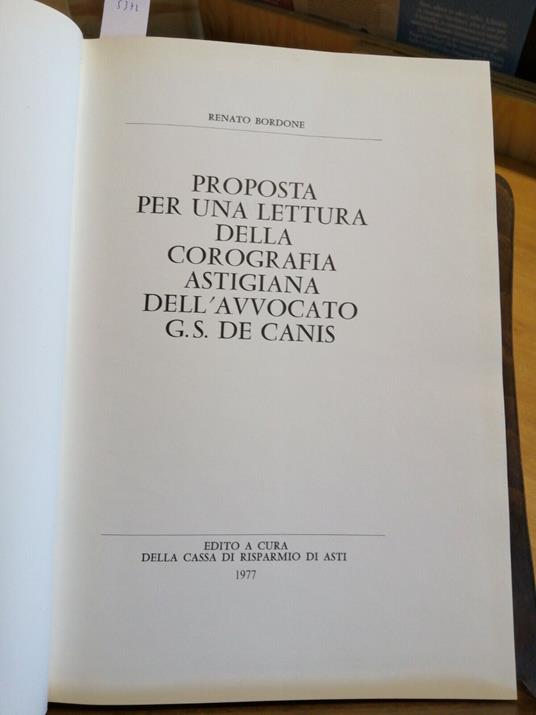 5372
RENATO BORDONE
PROPOSTA
PER UNA LETTURA
DELLA
COROGRAFIA
ASTIGIANA
DELL'AVVOCATO
G.S. DE CANIS
EDITO A CURA
DELLA CASSA DI RISPARMIO DI ASTI
1977